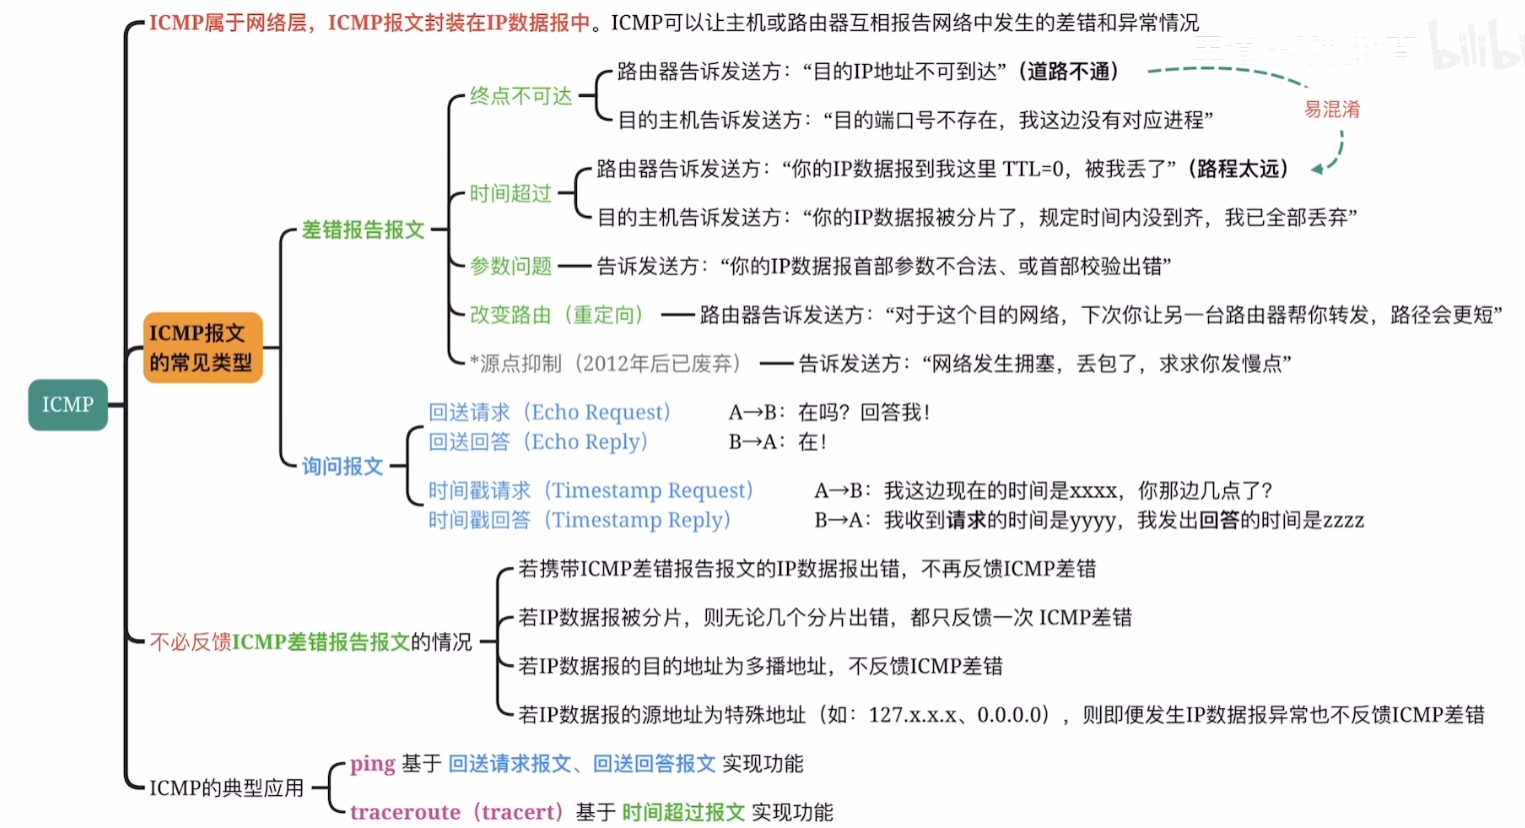 ICMP属于网络层，ICMP报文封装在IP数据报中。ICMP可以让主机或路由器互相报告网络中发生的差错和异常情况
bilibili
路由器告诉发送方：“目的IP地址不可到达”（道路不通）
终点不可达
易混淆
目的主机告诉发送方：“目的端口号不存在，我这边没有对应进程”
路由器告诉发送方：“你的IP数据报到我这里 TTL=0，被我丢了”（路程太远）
时间超过
目的主机告诉发送方：“你的IP数据报被分片了，规定时间内没到齐，我已全部丢弃”
差错报告报文
参数问题
告诉发送方：“你的IP数据报首部参数不合法、或首部校验出错”
改变路由（重定向）
路由器告诉发送方：“对于这个目的网络，下次你让另一台路由器帮你转发，路径会更短”
ICMP报文
的常见类型
*源点抑制（2012年后已废弃）
告诉发送方：“网络发生拥塞，丢包了，求求你发慢点”
ICMP
回送请求（Echo Request） A→B：在吗？回答我！
回送回答（Echo Reply） B→A：在！
询问报文
时间戳请求（Timestamp Request） A→B：我这边现在的时间是xxxx，你那边几点了？
时间戳回答（Timestamp Reply） B→A：我收到请求的时间是yyyy，我发出回答的时间是zzzz
若携带ICMP差错报告报文的IP数据报出错，不再反馈ICMP差错
若IP数据报被分片，则无论几个分片出错，都只反馈一次 ICMP差错
不必反馈ICMP差错报告报文的情况
若IP数据报的目的地址为多播地址，不反馈ICMP差错
若IP数据报的源地址为特殊地址（如：127.x.x.x、0.0.0.0），则即便发生IP数据报异常也不反馈ICMP差错
ping 基于 回送请求报文、回送回答报文 实现功能
ICMP的典型应用
traceroute（tracert）基于 时间超过报文 实现功能